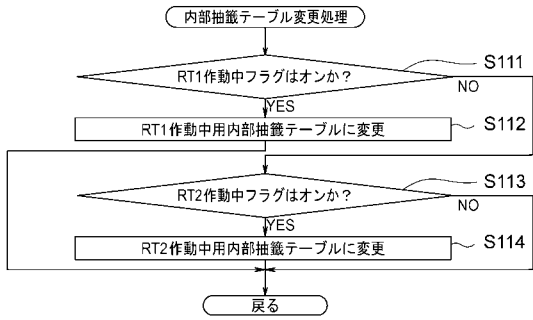 内部抽籤テーブル変更処理
S111
RT1作動中フラグはオンか？
NO
YES
S112
RT1作動中用内部抽籤テーブルに変更
S113
RT2作動中フラグはオンか？
NO
YES
S114
RT2作動中用内部抽籤テーブルに変更
戻る